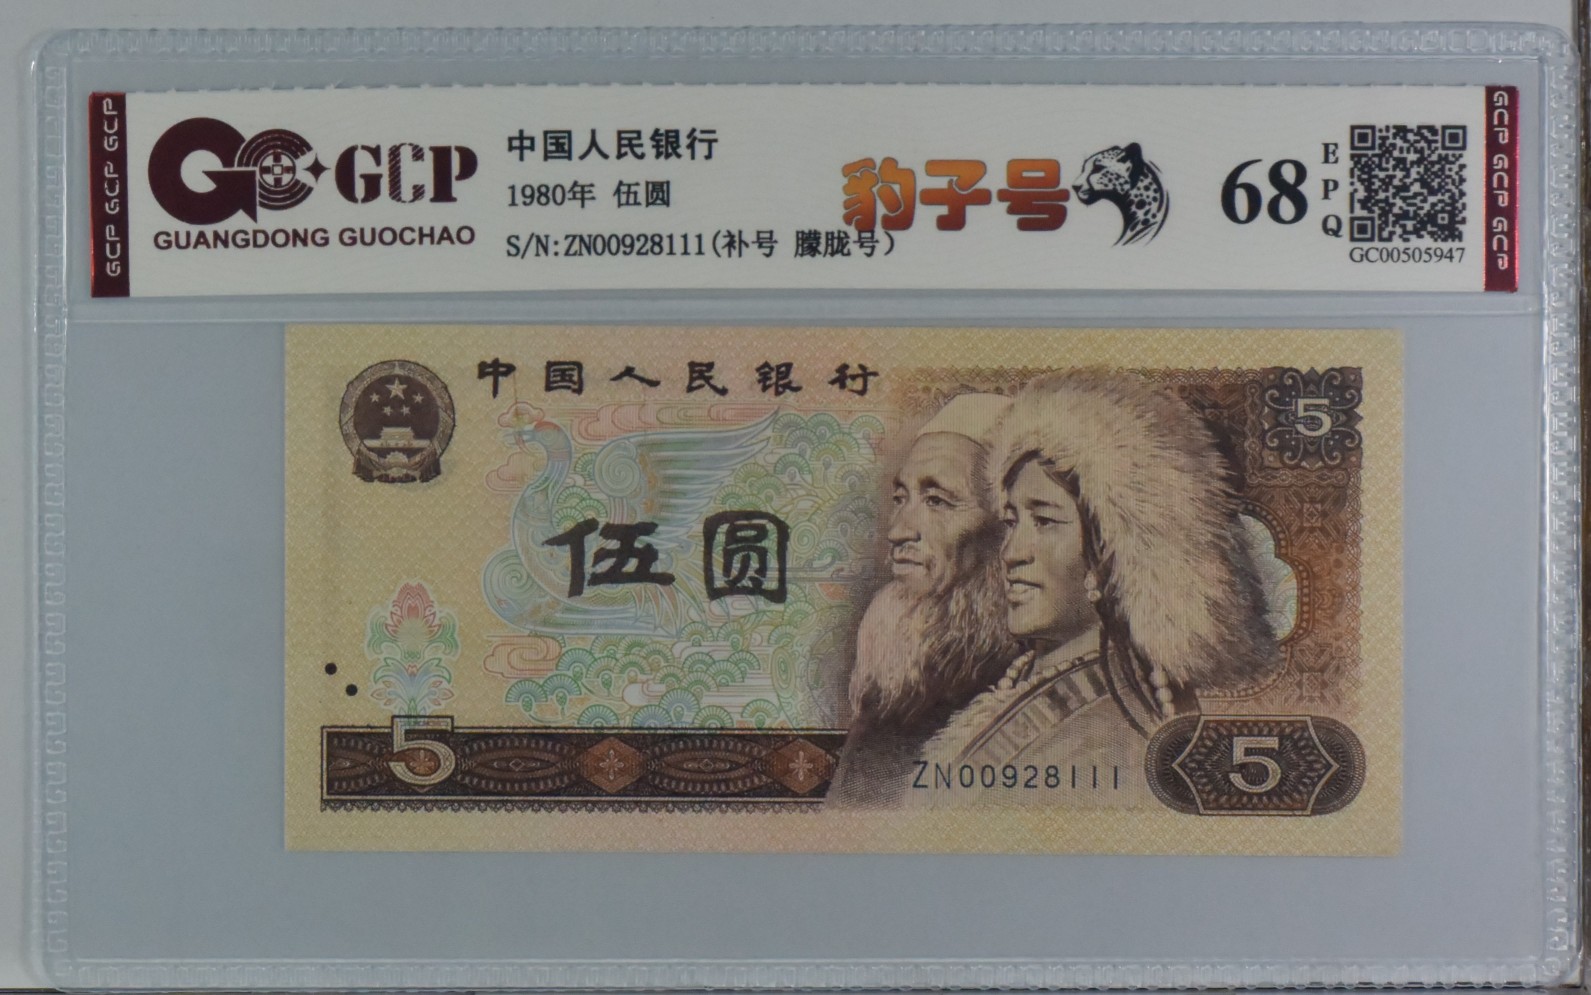 GCP GCP GCP
GCP
GUANGDONG GUOCHAO
中国人民银行
1980年 伍圆
S/N:ZN00928111(补号 朦胧号)
豹子号
68
EPQ
GC00505947
GCP GCP GCP
中国人民银行
5
伍圆
5
ZN00928111
5